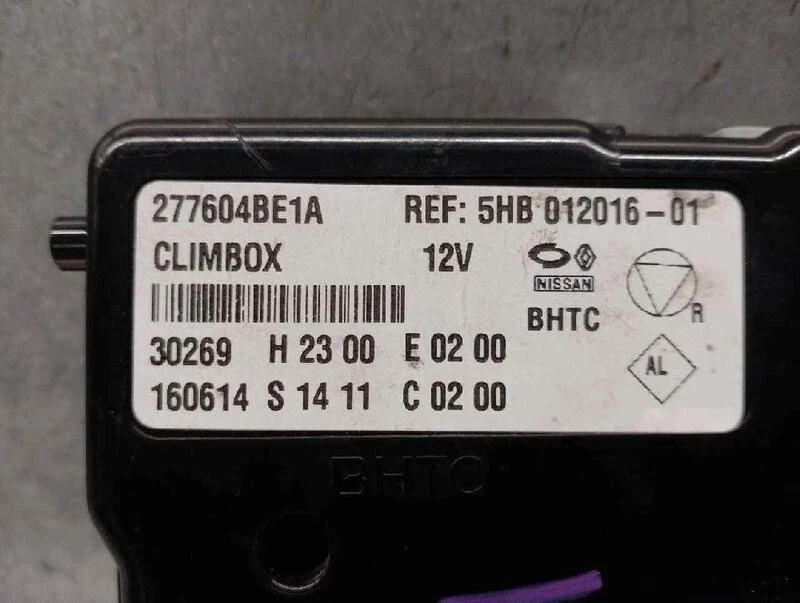 277604BE1A REF: 5HB 012016-01
CLIMBOX 12V
NISSAN
BHTC
R
30269 H 23 00 E 02 00
AL
160614 S 14 11 C 02 00
BHTC